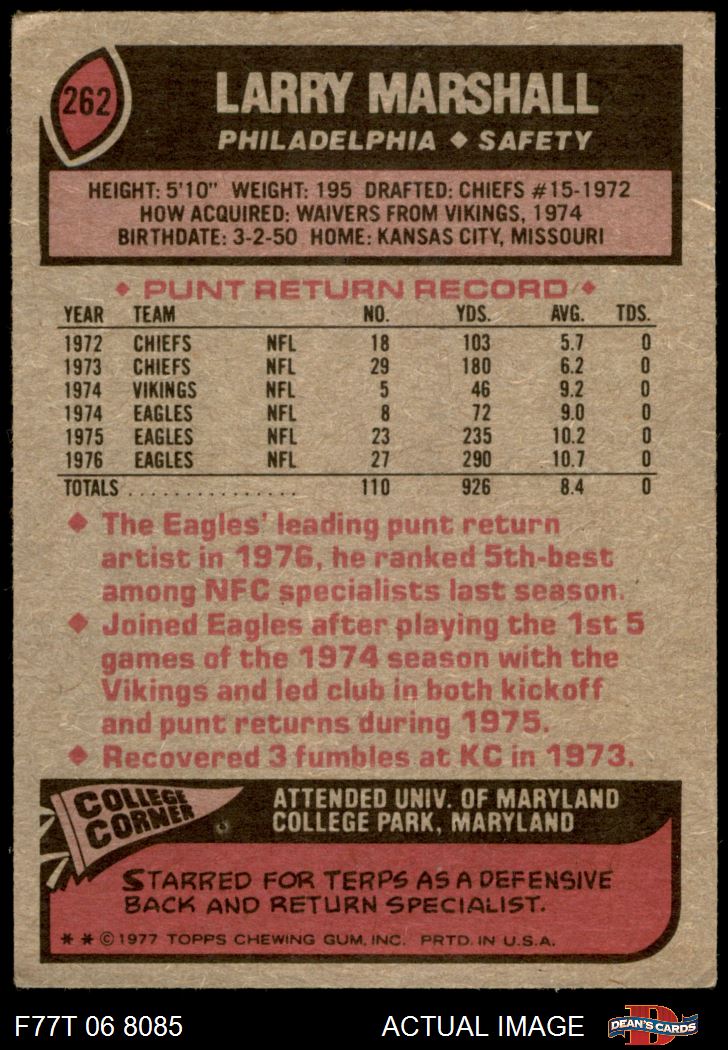 262
LARRY MARSHALL
PHILADELPHIA ♦ SAFETY
HEIGHT: 5'10" WEIGHT: 195 DRAFTED: CHIEFS #15-1972
HOW ACQUIRED: WAIVERS FROM VIKINGS, 1974
BIRTHDATE: 3-2-50 HOME: KANSAS CITY, MISSOURI
♦ PUNT RETURN RECORD ♦
YEAR TEAM NO. YDS. AVG. TDS.
1972 CHIEFS NFL 18 103 5.7 0
1973 CHIEFS NFL 29 180 6.2 0
1974 VIKINGS NFL 5 46 9.2 0
1974 EAGLES NFL 8 72 9.0 0
1975 EAGLES NFL 23 235 10.2 0
1976 EAGLES NFL 27 290 10.7 0
TOTALS . . . . . . . . . . . . . . . 110 926 8.4 0
♦ The Eagles' leading punt return
artist in 1976, he ranked 5th-best
among NFC specialists last season.
♦ Joined Eagles after playing the 1st 5
games of the 1974 season with the
Vikings and led club in both kickoff
and punt returns during 1975.
♦ Recovered 3 fumbles at KC in 1973.
COLLEGE
CORNER
ATTENDED UNIV. OF MARYLAND
COLLEGE PARK, MARYLAND
STARRED FOR TERPS AS A DEFENSIVE
BACK AND RETURN SPECIALIST.
* * © 1977 TOPPS CHEWING GUM, INC. PRTD. IN U.S.A.
F77T 06 8085
ACTUAL IMAGE
D
DEAN'S CARDS